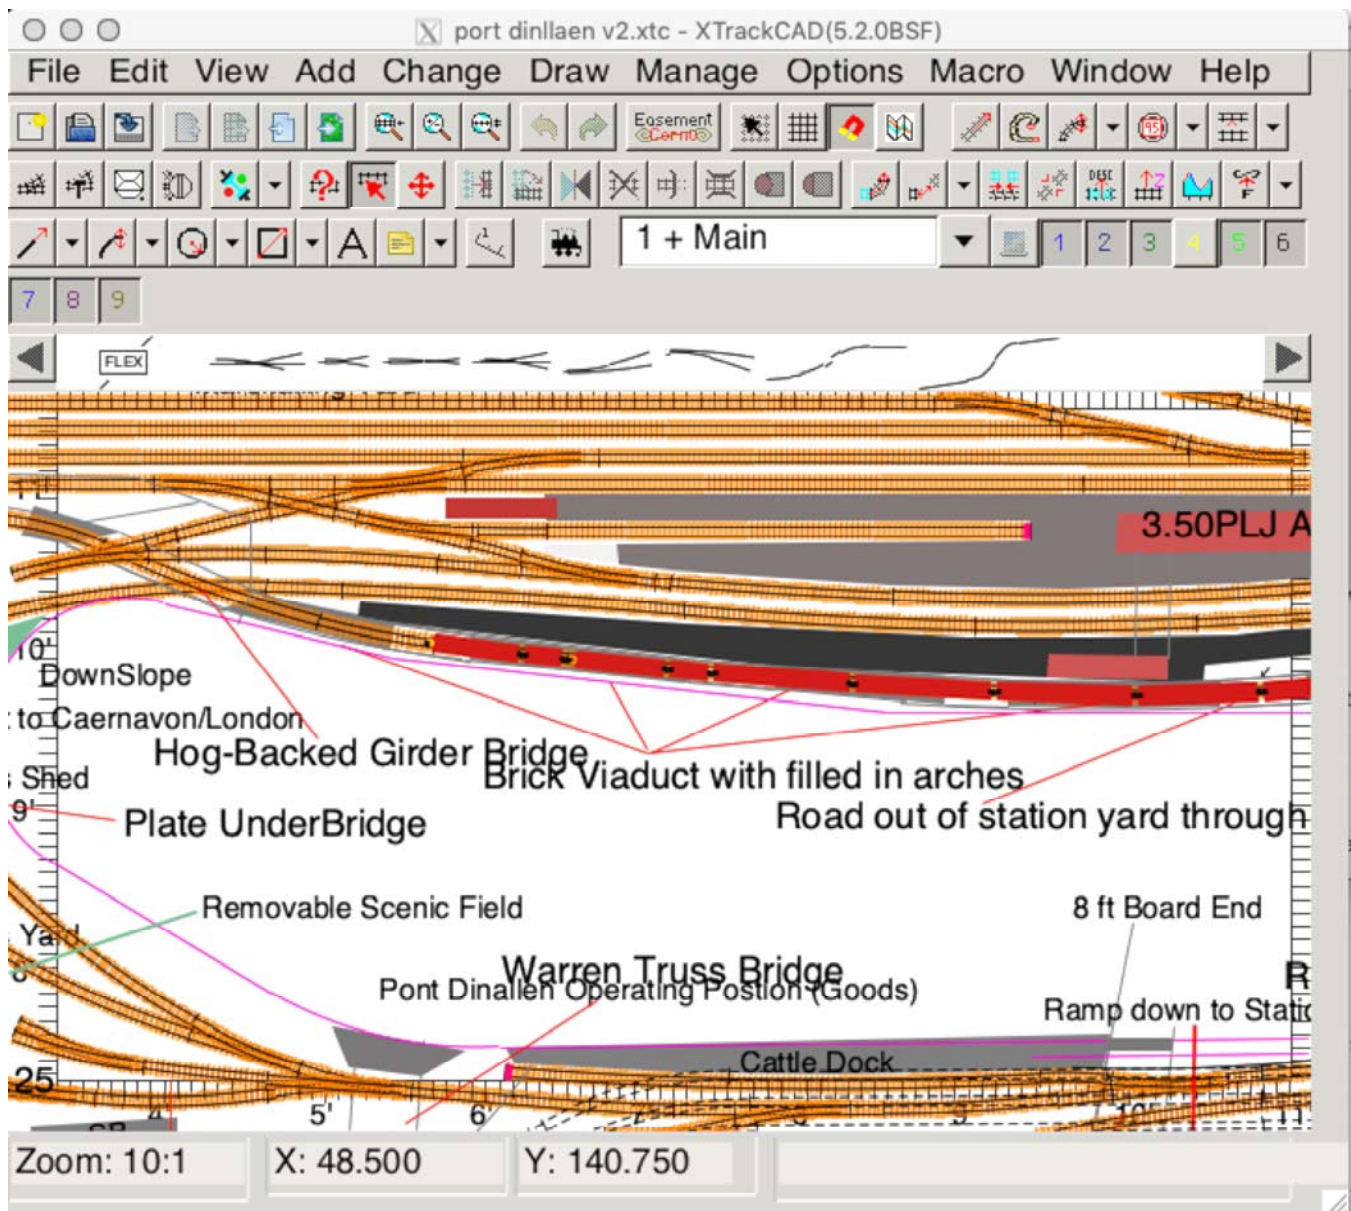 port dinllaen v2.xtc - XTrackCAD(5.2.0BSF)
File Edit View Add Change Draw Manage Options Macro Window Help
Easement
DESC
A 1 + Main 1 2 3 4 5 6
7 8 9
FLEX
3.50PLJ A
10'
DownSlope
to Caernavon/London
Hog-Backed Girder Bridge
Shed
Brick Viaduct with filled in arches
9'
Plate UnderBridge
Road out of station yard through
Removable Scenic Field
8 ft Board End
Yard
Warren Truss Bridge
Pont Dinallen Operating Postion (Goods)
R
Ramp down to Static
Cattle Dock
25
4' 5' 6'
Zoom: 10:1 X: 48.500 Y: 140.750